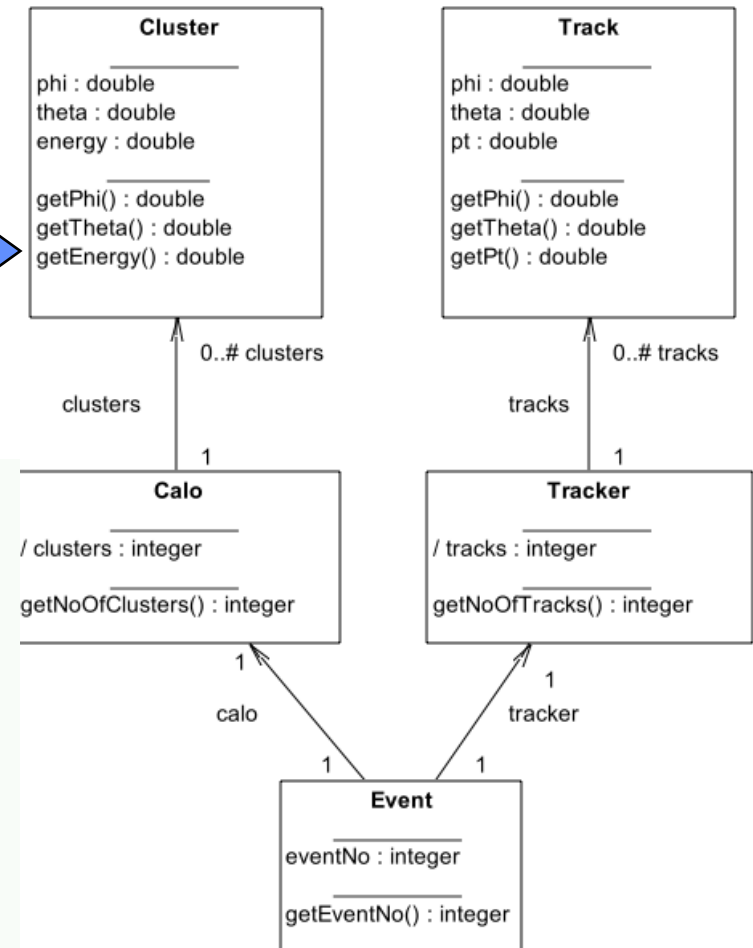 Cluster
phi : double
theta : double
energy : double
getPhi() : double
getTheta() : double
getEnergy() : double
Track
phi : double
theta : double
pt : double
getPhi() : double
getTheta() : double
getPt() : double
0..# clusters
clusters
1
0..# tracks
tracks
1
Calo
/ clusters : integer
getNoOfClusters() : integer
Tracker
/ tracks : integer
getNoOfTracks() : integer
1
calo
1
1
tracker
1
Event
eventNo : integer
getEventNo() : integer